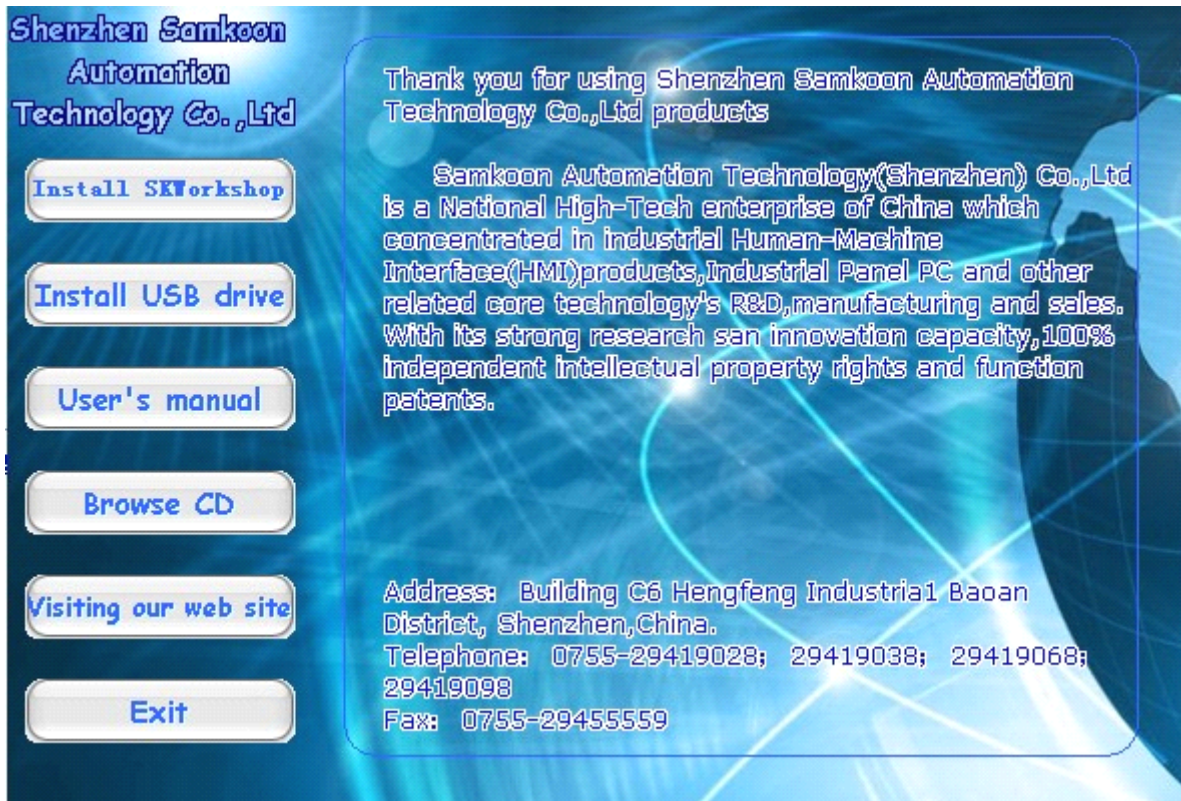 Shenzhen Samkoon
Automation
Technology Co.,Ltd
Install SKWorkshop
Install USB drive
User's manual
Browse CD
Visiting our web site
Exit
Thank you for using Shenzhen Samkoon Automation
Technology Co.,Ltd products
Samkoon Automation Technology(Shenzhen) Co.,Ltd
is a National High-Tech enterprise of China which
concentrated in industrial Human-Machine
Interface(HMI)products,Industrial Panel PC and other
related core technology's R&D,manufacturing and sales.
With its strong research san innovation capacity,100%
independent intellectual property rights and function
patents.
Address: Building C6 Hengfeng Industria1 Baoan
District, Shenzhen,China.
Telephone: 0755-29419028; 29419038; 29419068;
29419098
Fax: 0755-29455559